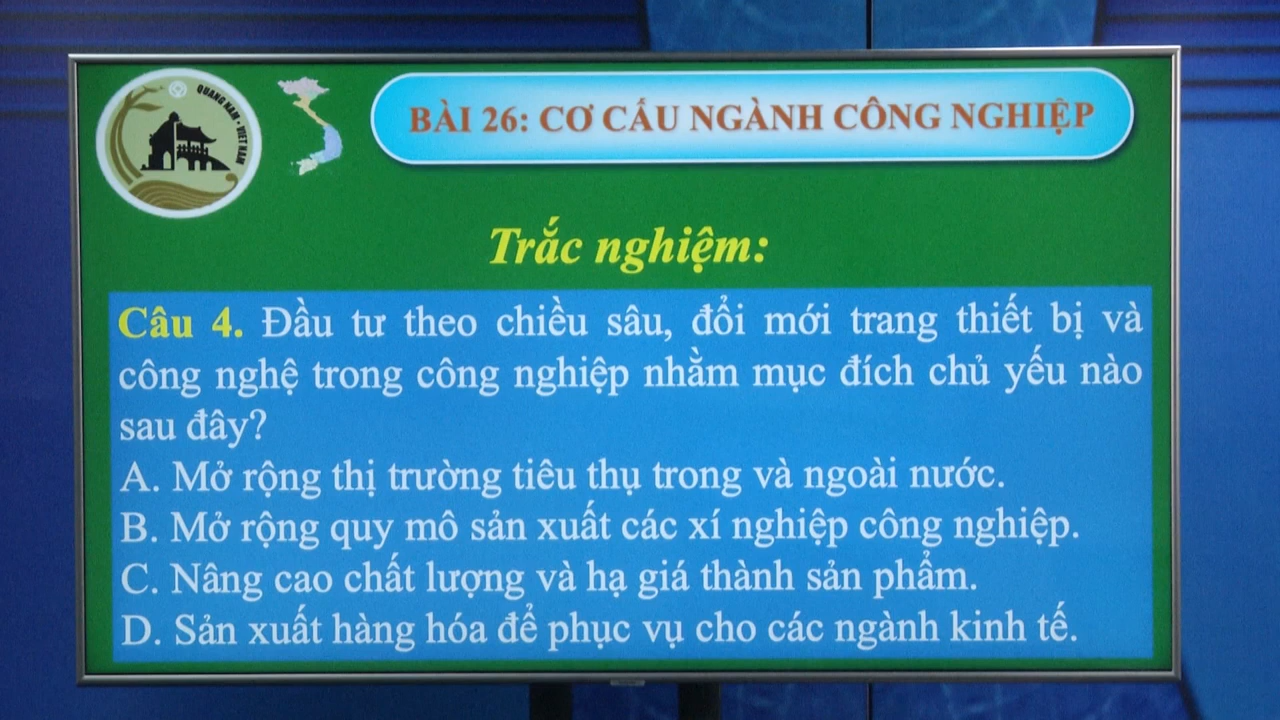 QUANG NAM - VIET NAM
BÀI 26: CƠ CẤU NGÀNH CÔNG NGHIỆP
Trắc nghiệm:
Câu 4. Đầu tư theo chiều sâu, đổi mới trang thiết bị và
công nghệ trong công nghiệp nhằm mục đích chủ yếu nào
sau đây?
A. Mở rộng thị trường tiêu thụ trong và ngoài nước.
B. Mở rộng quy mô sản xuất các xí nghiệp công nghiệp.
C. Nâng cao chất lượng và hạ giá thành sản phẩm.
D. Sản xuất hàng hóa để phục vụ cho các ngành kinh tế.